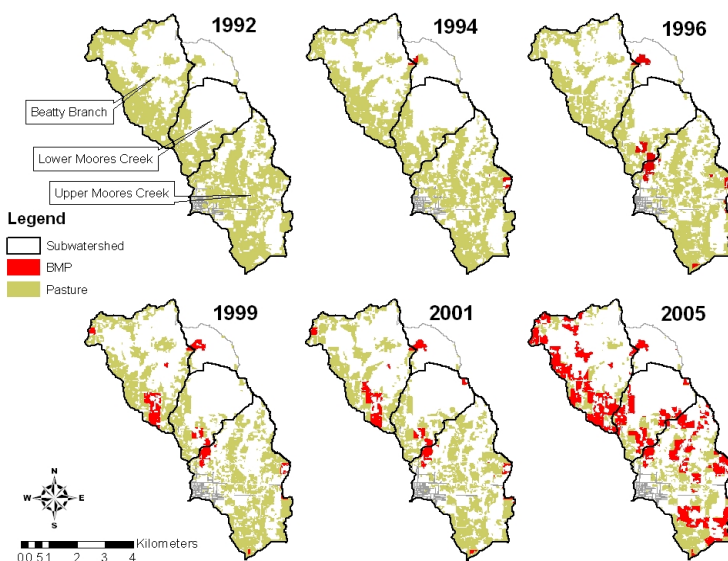 1992
1994
1996
Beatty Branch
Lower Moores Creek
Upper Moores Creek
Legend
Subwatershed
BMP
Pasture
1999
2001
2005
N
W E
S
Kilometers
0 0.5 1 2 3 4